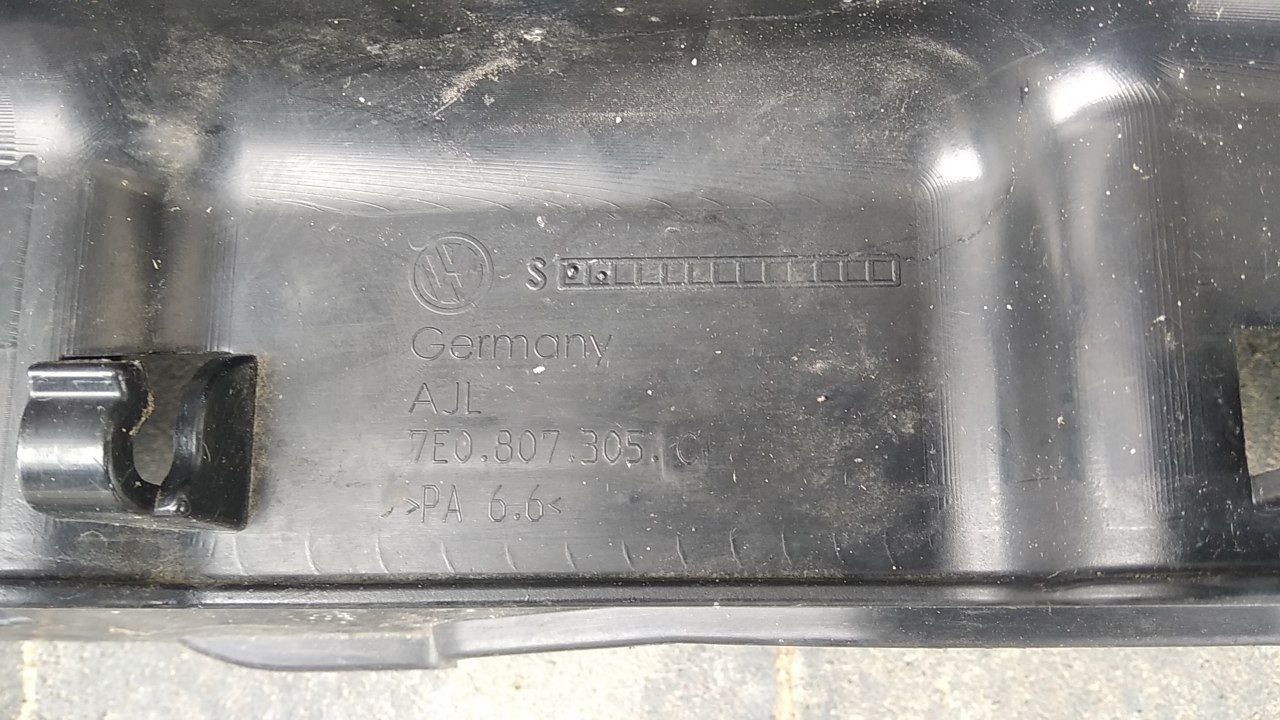 S
Germany
AJL
7E0.807.305. C
>PA 6.6<